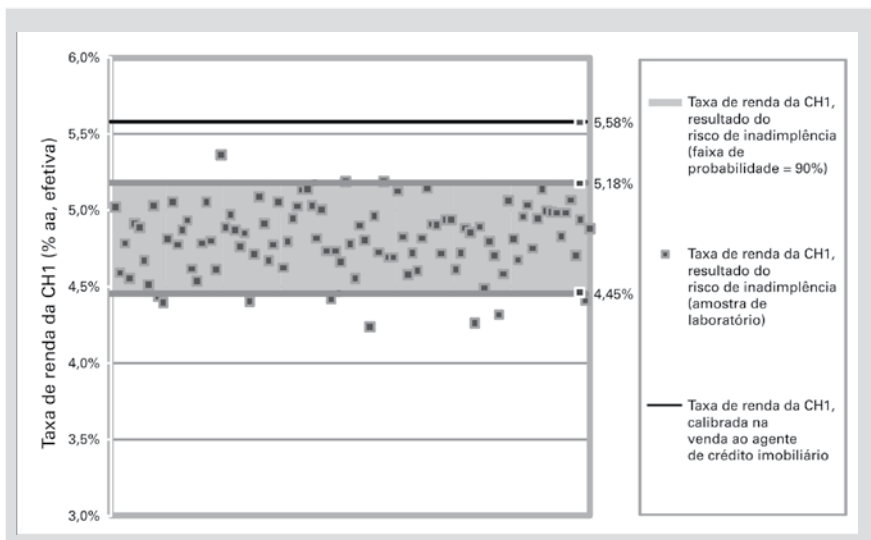 Taxa de renda da CH1 (% aa, efetiva)
6,0%
5,5%
5,0%
4,5%
4,0%
3,5%
3,0%
5,58%
5,18%
4,45%
Taxa de renda da CH1,
resultado do
risco de inadimplência
(faixa de
probabilidade = 90%)
Taxa de renda da CH1,
resultado do
risco de inadimplência
(amostra de
laboratório)
Taxa de renda da CH1,
calibrada na
venda ao agente
de crédito imobiliário